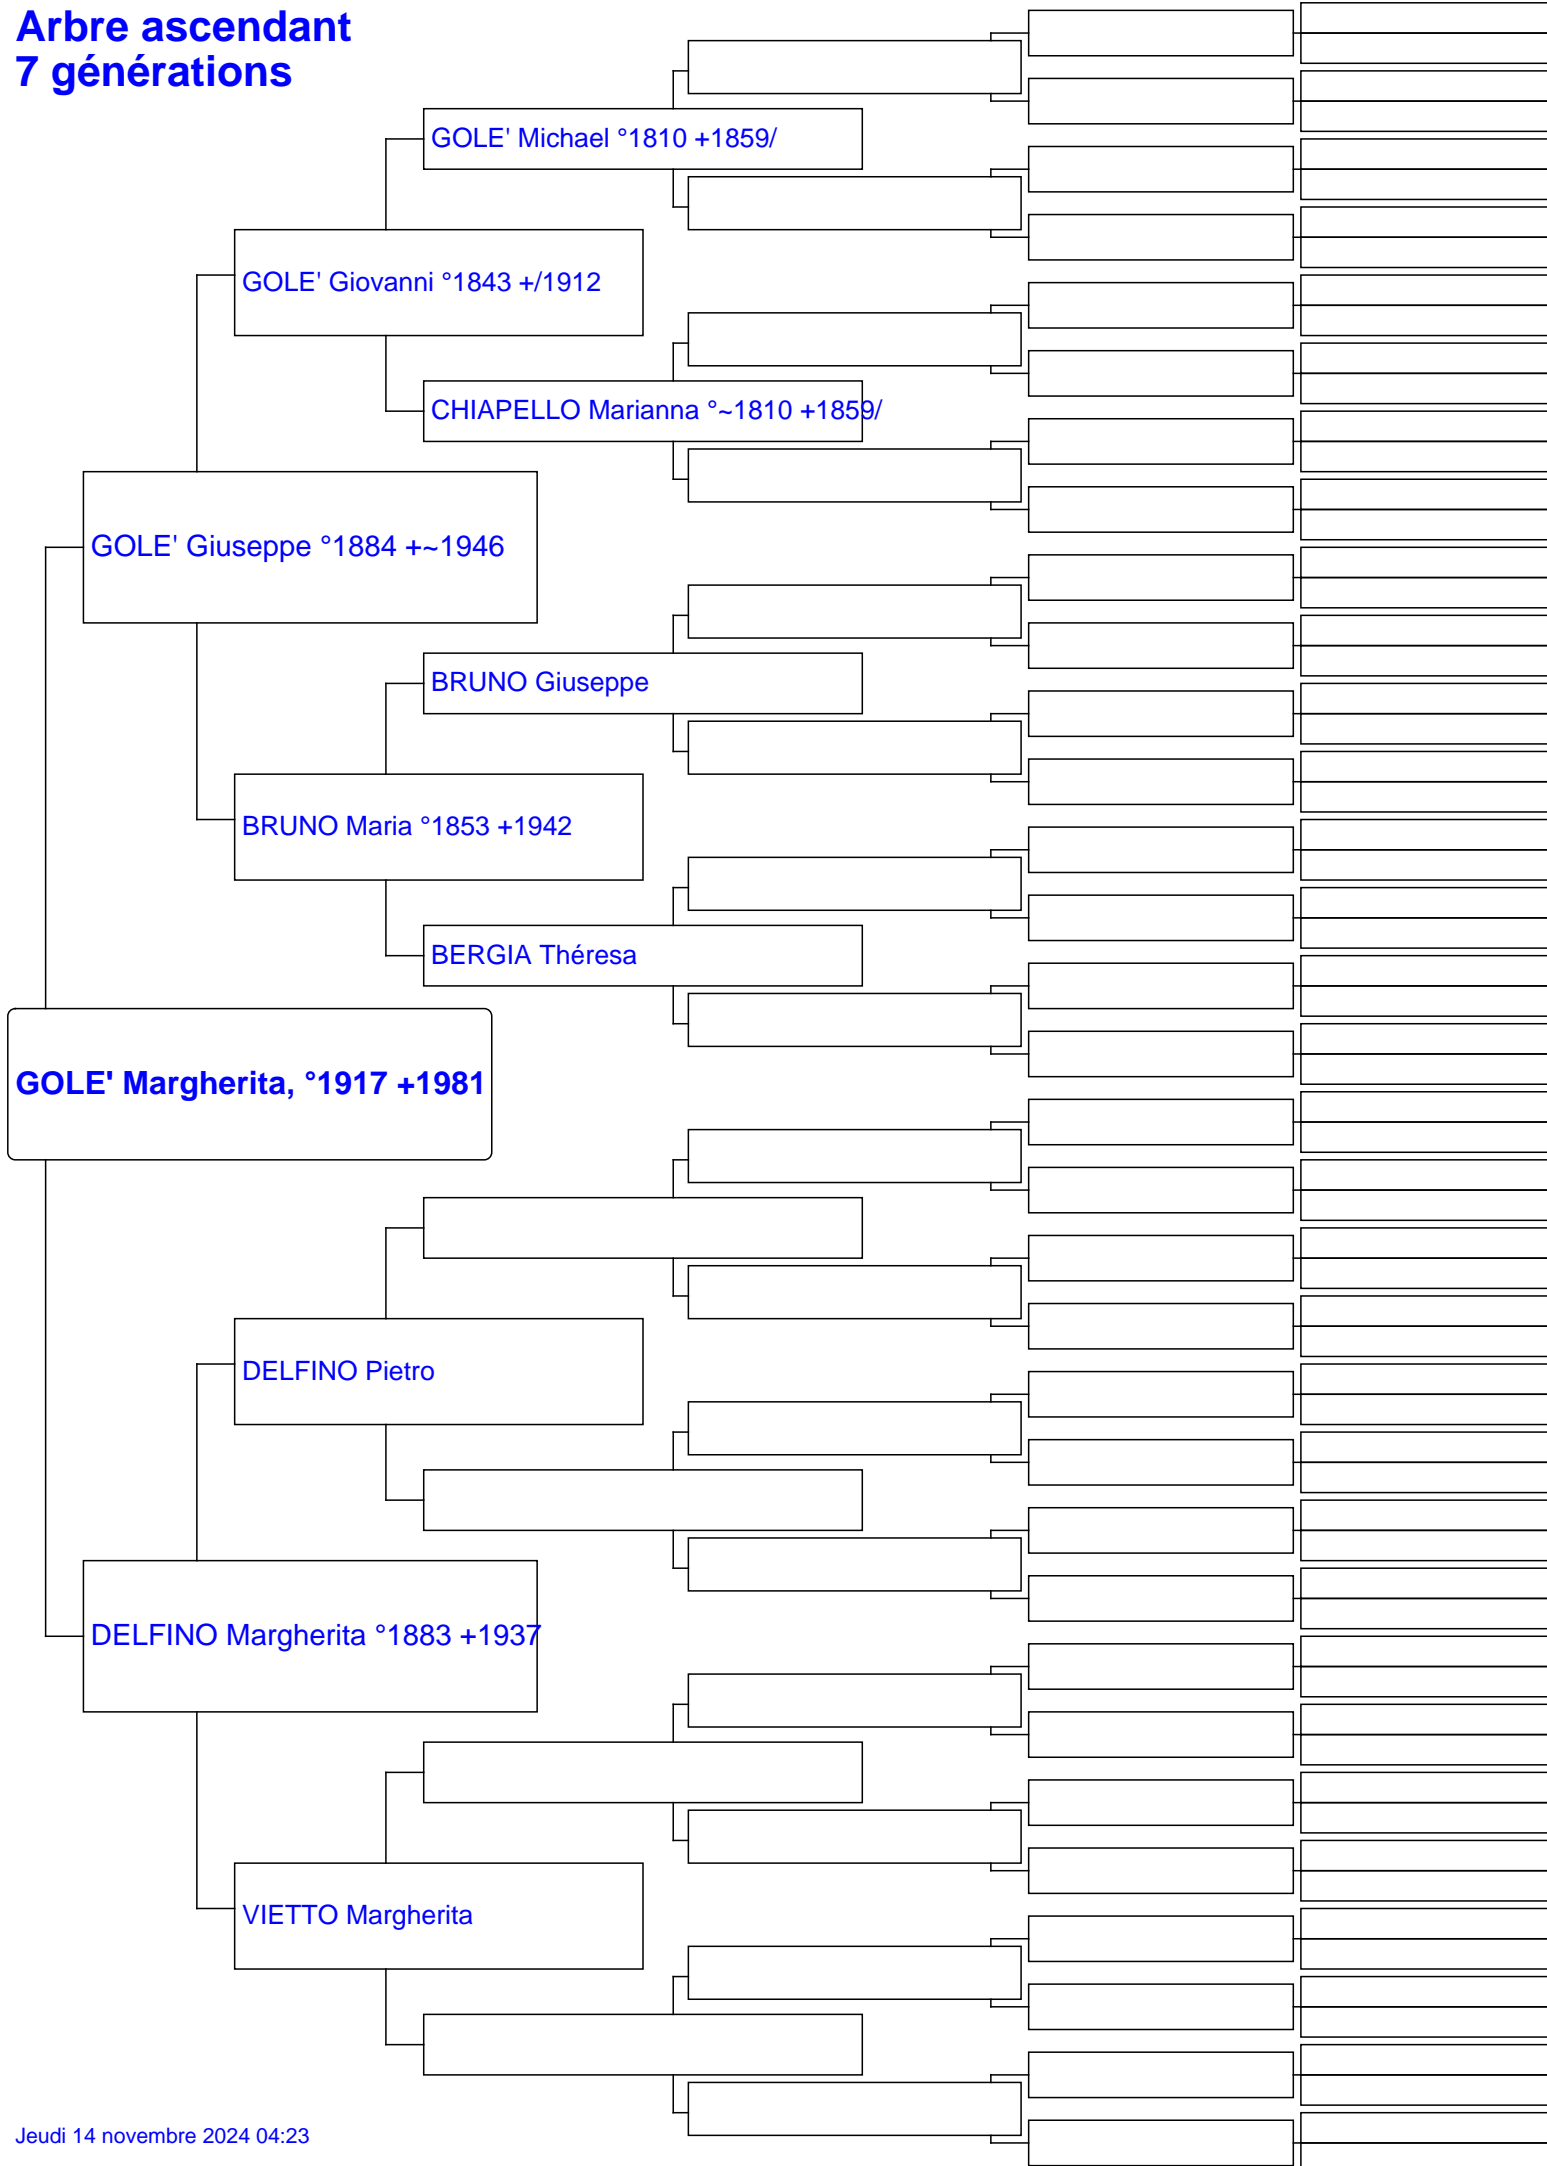 Arbre ascendant
7 générations
GOLE' Michael °1810 +1859/
GOLE' Giovanni °1843 +/1912
CHIAPELLO Marianna °~1810 +1859/
GOLE' Giuseppe °1884 +~1946
BRUNO Giuseppe
BRUNO Maria °1853 +1942
BERGIA Théresa
GOLE' Margherita, °1917 +1981
DELFINO Pietro
DELFINO Margherita °1883 +1937
VIETTO Margherita
Jeudi 14 novembre 2024 04:23